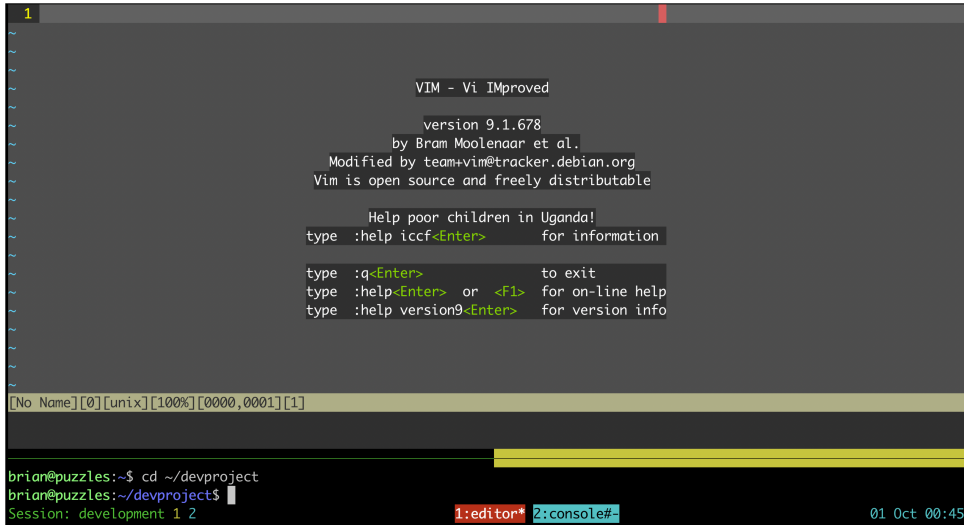 1
~
~
~
~ VIM - Vi IMproved
~
~ version 9.1.678
~ by Bram Moolenaar et al.
~ Modified by team+vim@tracker.debian.org
~ Vim is open source and freely distributable
~
~ Help poor children in Uganda!
~ type :help iccf<Enter> for information
~
~ type :q<Enter> to exit
~ type :help<Enter> or <F1> for on-line help
~ type :help version9<Enter> for version info
~
~
~
~
[No Name][0][unix][100%][0000,0001][1]
brian@puzzles:~$ cd ~/devproject
brian@puzzles:~/devproject$
Session: development 1 2 1:editor* 2:console#- 01 Oct 00:45